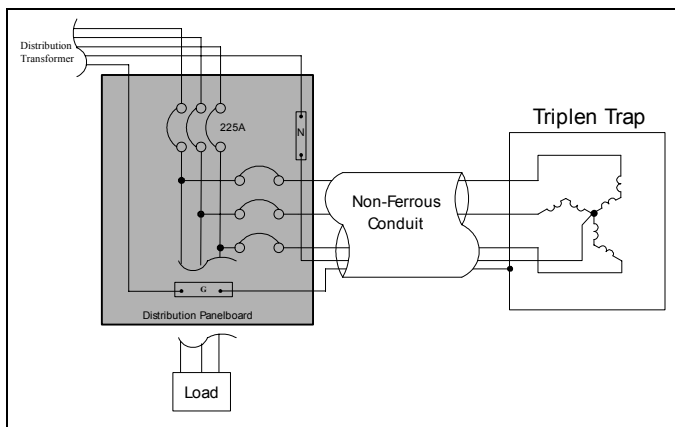 Distribution
Transformer
225A
N
Triplen Trap
Non-Ferrous
Conduit
G
Distribution Panelboard
Load